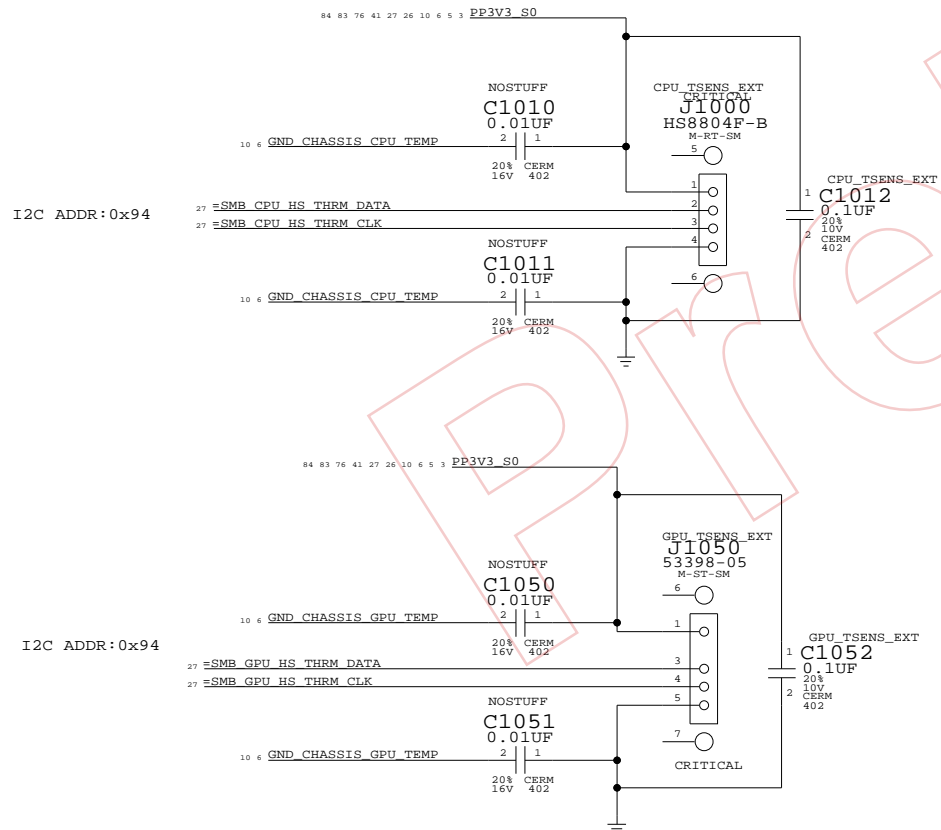 84 83 76 41 27 26 10 6 5 3 PP3V3_S0
NOSTUFF
C1010
0.01UF
10 6 GND_CHASSIS_CPU_TEMP
2 1
20% CERM
16V 402
CPU_TSENS_EXT
CRITICAL
J1000
HS8804F-B
M-RT-SM
5
1
2
3
4
6
I2C ADDR:0x94
27 =SMB_CPU_HS_THRM_DATA
27 =SMB_CPU_HS_THRM_CLK
CPU_TSENS_EXT
1
C1012
0.1UF
20%
10V
2 CERM
402
NOSTUFF
C1011
0.01UF
10 6 GND_CHASSIS_CPU_TEMP
2 1
20% CERM
16V 402
Pre
84 83 76 41 27 26 10 6 5 3 PP3V3_S0
NOSTUFF
C1050
0.01UF
10 6 GND_CHASSIS_GPU_TEMP
2 1
20% CERM
16V 402
GPU_TSENS_EXT
J1050
53398-05
M-ST-SM
6
1
3
4
5
7
CRITICAL
I2C ADDR:0x94
27 =SMB_GPU_HS_THRM_DATA
27 =SMB_GPU_HS_THRM_CLK
GPU_TSENS_EXT
1
C1052
0.1UF
20%
10V
2 CERM
402
NOSTUFF
C1051
0.01UF
10 6 GND_CHASSIS_GPU_TEMP
2 1
20% CERM
16V 402